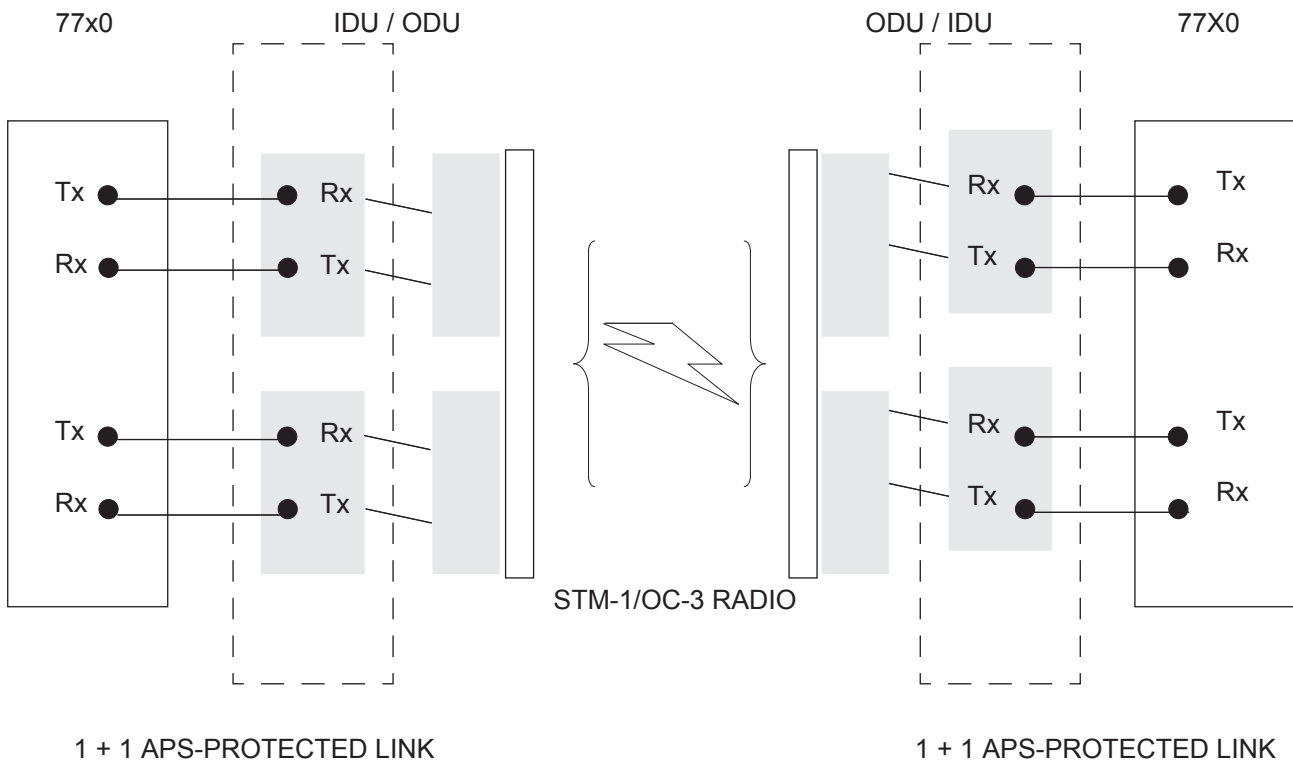 77x0 IDU / ODU ODU / IDU 77X0
Tx Rx Rx Tx
Rx Tx Tx Rx
Tx Rx Rx Tx
Rx Tx Tx Rx
STM-1/OC-3 RADIO
1 + 1 APS-PROTECTED LINK 1 + 1 APS-PROTECTED LINK